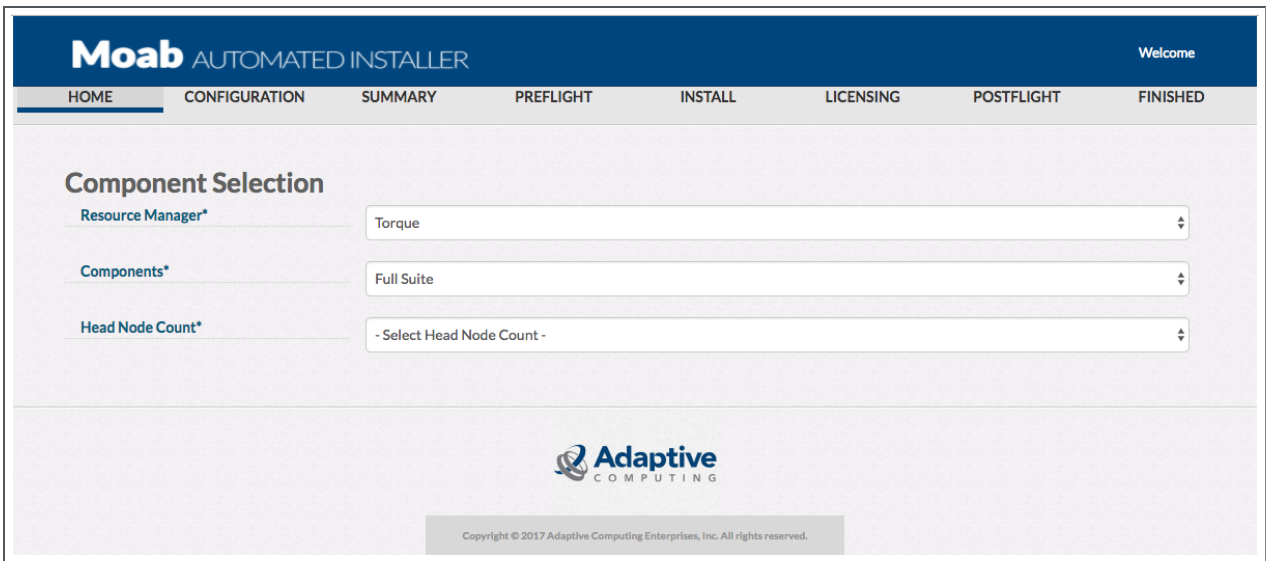 Moab AUTOMATED INSTALLER
Welcome
HOME CONFIGURATION SUMMARY PREFLIGHT INSTALL LICENSING POSTFLIGHT FINISHED
Component Selection
Resource Manager* Torque
Components* Full Suite
Head Node Count* - Select Head Node Count -
Adaptive
COMPUTING
Copyright © 2017 Adaptive Computing Enterprises, Inc. All rights reserved.